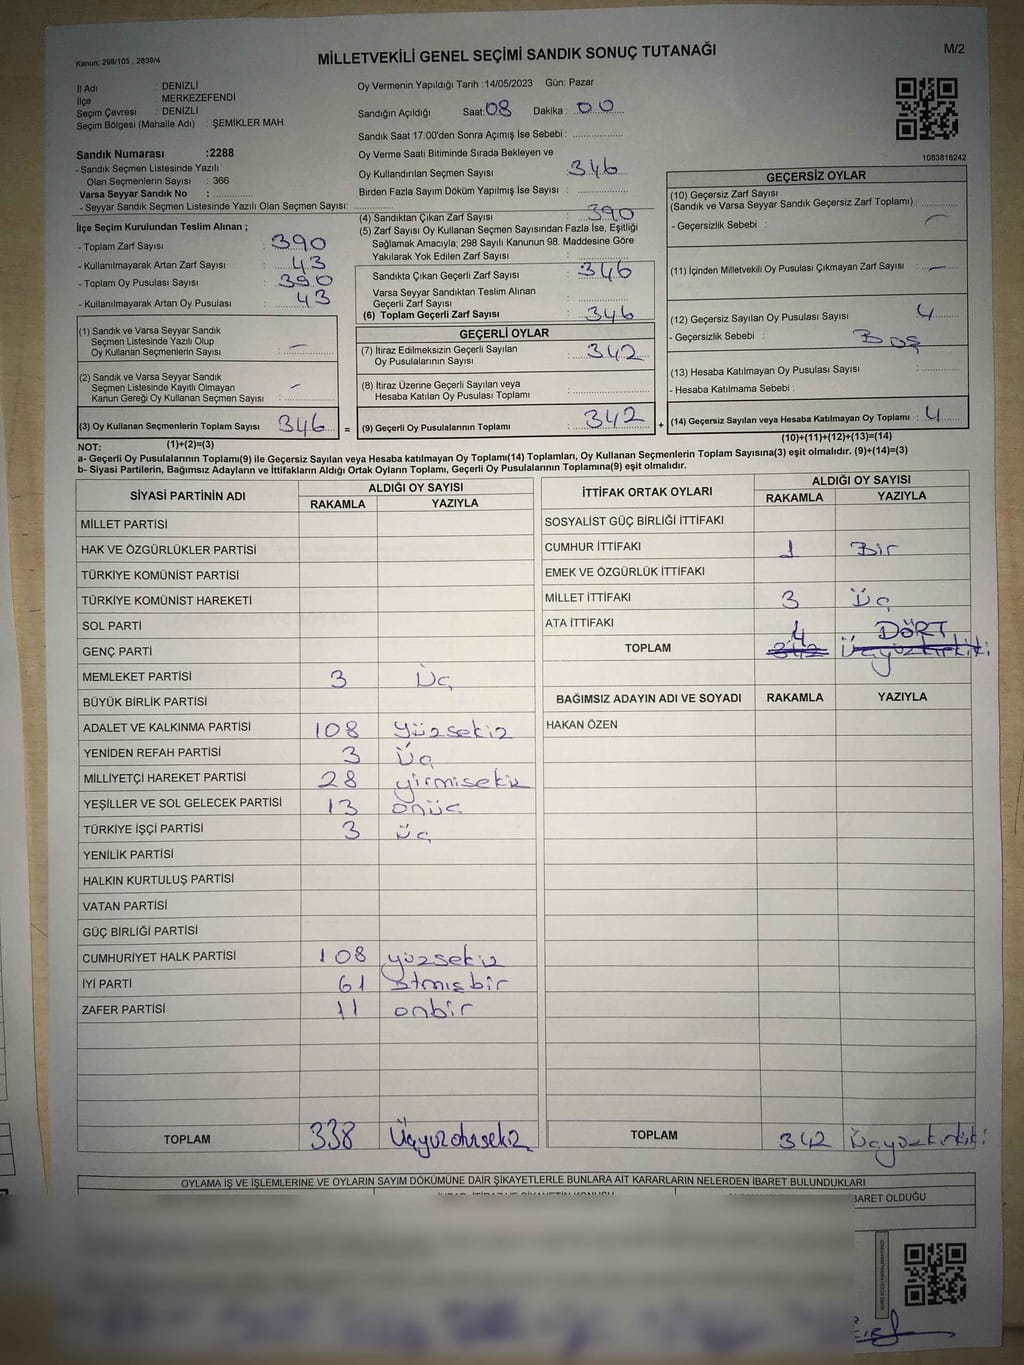 Kanun; 298/105 , 2839/4
MİLLETVEKİLİ GENEL SEÇİMİ SANDIK SONUÇ TUTANAĞI
M/2
İl Adı : DENİZLİ
İlçe : MERKEZEFENDİ
Seçim Çevresi : DENİZLİ
Seçim Bölgesi (Mahalle Adı) : ŞEMİKLER MAH.
Sandık Numarası :2288
- Sandık Seçmen Listesinde Yazılı
Olan Seçmenlerin Sayısı : 366
Varsa Seyyar Sandık No :
- Seyyar Sandık Seçmen Listesinde Yazılı Olan Seçmen Sayısı:
İlçe Seçim Kurulundan Teslim Alınan ;
- Toplam Zarf Sayısı : 390
- Kullanılmayarak Artan Zarf Sayısı : 43
- Toplam Oy Pusulası Sayısı : 390
- Kullanılmayarak Artan Oy Pusulası : 43
(1) Sandık ve Varsa Seyyar Sandık
Seçmen Listesinde Yazılı Olup
Oy Kullanan Seçmenlerin Sayısı : —
(2) Sandık ve Varsa Seyyar Sandık
Seçmen Listesinde Kayıtlı Olmayan
Kanun Gereği Oy Kullanan Seçmen Sayısı : —
(3) Oy Kullanan Seçmenlerin Toplam Sayısı : 346 =
(1)+(2)=(3)
Oy Vermenin Yapıldığı Tarih :14/05/2023 Gün: Pazar
Sandığın Açıldığı Saat: 08 Dakika : 00
Sandık Saat 17:00'den Sonra Açımış İse Sebebi :
Oy Verme Saati Bitiminde Sırada Bekleyen ve
Oy Kullandırılan Seçmen Sayısı : 346
Birden Fazla Sayım Döküm Yapılmış İse Sayısı :
(4) Sandıktan Çıkan Zarf Sayısı : 390
(5) Zarf Sayısı Oy Kullanan Seçmen Sayısından Fazla İse, Eşitliği
Sağlamak Amacıyla; 298 Sayılı Kanunun 98. Maddesine Göre
Yakılarak Yok Edilen Zarf Sayısı :
Sandıkta Çıkan Geçerli Zarf Sayısı : 346
Varsa Seyyar Sandıktan Teslim Alınan
Geçerli Zarf Sayısı :
(6) Toplam Geçerli Zarf Sayısı : 346
GEÇERLİ OYLAR
(7) İtiraz Edilmeksizin Geçerli Sayılan
Oy Pusulalarının Sayısı : 342
(8) İtiraz Üzerine Geçerli Sayılan veya
Hesaba Katılan Oy Pusulası Toplamı :
(9) Geçerli Oy Pusulalarının Toplamı : 342 +
1083816242
GEÇERSİZ OYLAR
(10) Geçersiz Zarf Sayısı
(Sandık ve Varsa Seyyar Sandık Geçersiz Zarf Toplamı) :
- Geçersizlik Sebebi : —
(11) İçinden Milletvekili Oy Pusulası Çıkmayan Zarf Sayısı : —
(12) Geçersiz Sayılan Oy Pusulası Sayısı : 4
- Geçersizlik Sebebi : Boş
(13) Hesaba Katılmayan Oy Pusulası Sayısı :
- Hesaba Katılmama Sebebi :
(14) Geçersiz Sayılan veya Hesaba Katılmayan Oy Toplamı : 4
(10)+(11)+(12)+(13)=(14)
NOT:
a- Geçerli Oy Pusulasının Toplamı(9) ile Geçersiz Sayılan veya Hesaba katılmayan Oy Toplamı(14) Toplamları, Oy Kullanan Seçmenlerin Toplam Sayısına(3) eşit olmalıdır. (9)+(14)=(3)
b- Siyasi Partilerin, Bağımsız Adayların ve İttifakların Aldığı Ortak Oyların Toplamı, Geçerli Oy Pusulalarının Toplamına(9) eşit olmalıdır.
SİYASİ PARTİNİN ADI ALDIĞI OY SAYISI
RAKAMLA YAZIYLA
MİLLET PARTİSİ
HAK VE ÖZGÜRLÜKLER PARTİSİ
TÜRKİYE KOMÜNİST PARTİSİ
TÜRKİYE KOMÜNİST HAREKETİ
SOL PARTİ
GENÇ PARTİ
MEMLEKET PARTİSİ 3 Üç
BÜYÜK BİRLİK PARTİSİ
ADALET VE KALKINMA PARTİSİ 108 yüzsekiz
YENİDEN REFAH PARTİSİ 3 Üç
MİLLİYETÇİ HAREKET PARTİSİ 28 yirmisekiz
YEŞİLLER VE SOL GELECEK PARTİSİ 13 onüç
TÜRKİYE İŞÇİ PARTİSİ 3 üç
YENİLİK PARTİSİ
HALKIN KURTULUŞ PARTİSİ
VATAN PARTİSİ
GÜÇ BİRLİĞİ PARTİSİ
CUMHURİYET HALK PARTİSİ 108 yüzsekiz
İYİ PARTİ 61 atmışbir
ZAFER PARTİSİ 11 onbir
TOPLAM 338 Üçyüzotuzsekiz
İTTİFAK ORTAK OYLARI ALDIĞI OY SAYISI
RAKAMLA YAZIYLA
SOSYALİST GÜÇ BİRLİĞİ İTTİFAKI
CUMHUR İTTİFAKI 1 Bir
EMEK VE ÖZGÜRLÜK İTTİFAKI
MİLLET İTTİFAKI 3 Üç
ATA İTTİFAKI
4 DÖRT
TOPLAM 342 Üçyüzkırkiki
BAĞIMSIZ ADAYIN ADI VE SOYADI RAKAMLA YAZIYLA
HAKAN ÖZEN
TOPLAM 342 Üçyüzkırkiki
OYLAMA İŞ VE İŞLEMLERİNE VE OYLARIN SAYIM DÖKÜMÜNE DAİR ŞİKAYETLERLE BUNLARA AİT KARARLARIN NELERDEN İBARET BULUNDUKLARI
BARET OLDUĞU